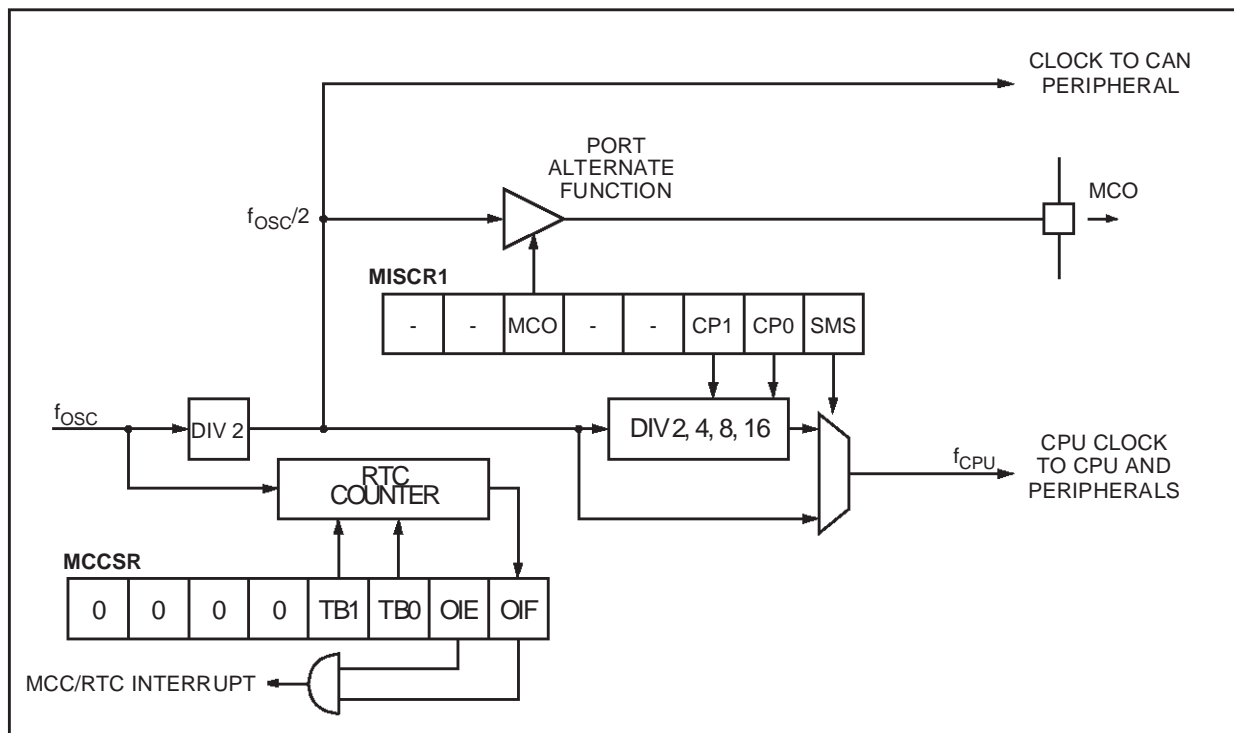 CLOCK TO CAN
PERIPHERAL
PORT
ALTERNATE
FUNCTION
MCO
fOSC/2
MISCR1
- - MCO - - CP1 CP0 SMS
fOSC
DIV 2
DIV 2, 4, 8, 16
fCPU
CPU CLOCK
TO CPU AND
PERIPHERALS
RTC
COUNTER
MCCSR
0 0 0 0 TB1 TB0 OIE OIF
MCC/RTC INTERRUPT